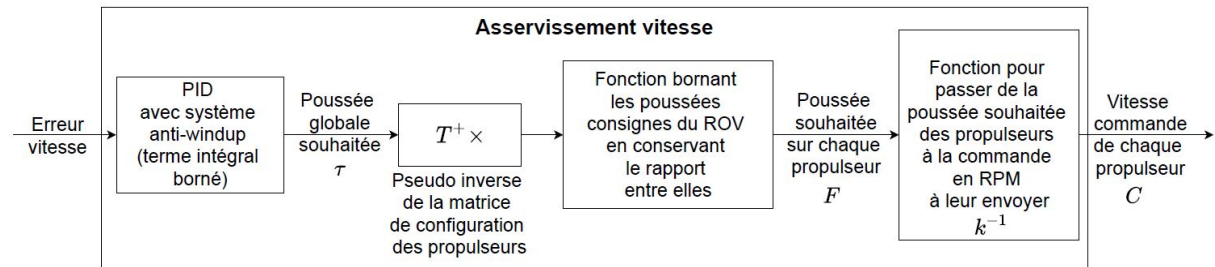 Asservissement vitesse
Erreur
vitesse
PID
avec système
anti-windup
(terme intégral
borné)
Poussée
globale
souhaitée
τ
T⁺ ×
Pseudo inverse
de la matrice
de configuration
des propulseurs
Fonction bornant
les poussées
consignes du ROV
en conservant
le rapport
entre elles
Poussée
souhaitée
sur chaque
propulseur
F
Fonction pour
passer de la
poussée souhaitée
des propulseurs
à la commande
en RPM
à leur envoyer
k⁻¹
Vitesse
commande
de chaque
propulseur
C